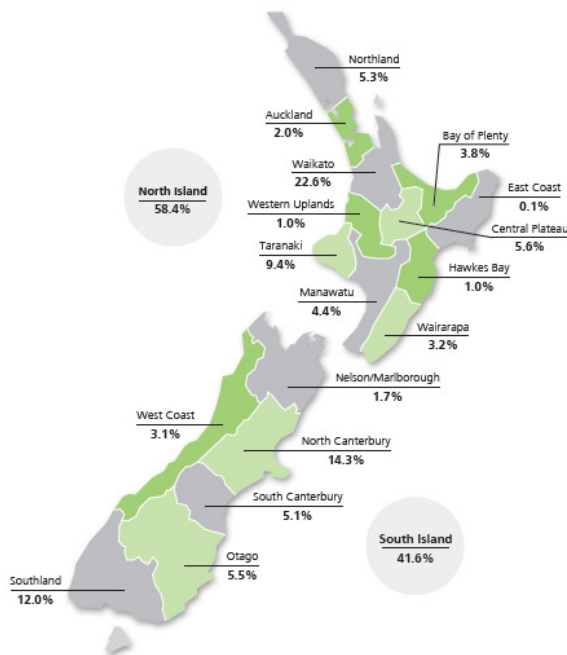 Northland
5.3%
Auckland
2.0%
Bay of Plenty
3.8%
Waikato
22.6%
North Island
58.4%
East Coast
0.1%
Western Uplands
1.0%
Central Plateau
5.6%
Taranaki
9.4%
Hawkes Bay
1.0%
Manawatu
4.4%
Wairarapa
3.2%
Nelson/Marlborough
1.7%
West Coast
3.1%
North Canterbury
14.3%
South Canterbury
5.1%
South Island
41.6%
Otago
5.5%
Southland
12.0%